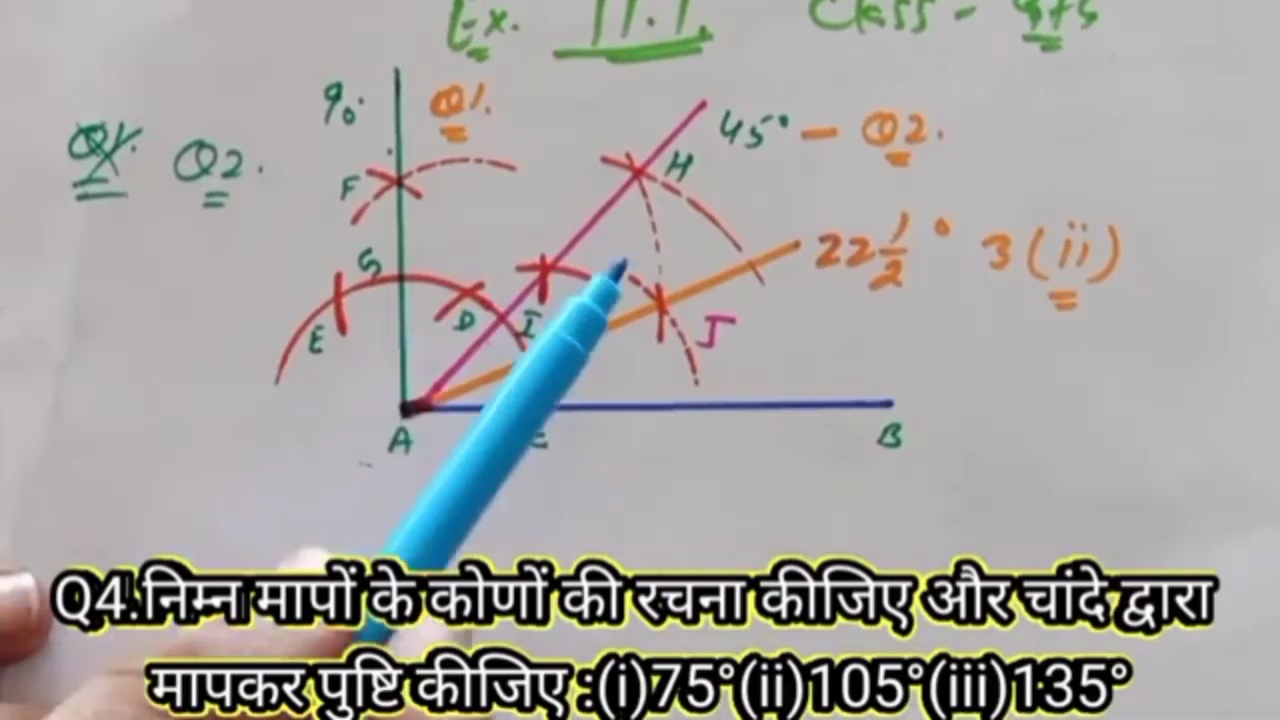 Ex. 11.1 Class - 9th
90° Q1.
Q1. Q2.
45° - Q2.
F H
G
22 1/2° 3 (ii)
E D I J
A C B
Q4.निम्न मापों के कोणों की रचना कीजिए और चांदे द्वारा
मापकर पुष्टि कीजिए :(i)75°(ii)105°(iii)135°